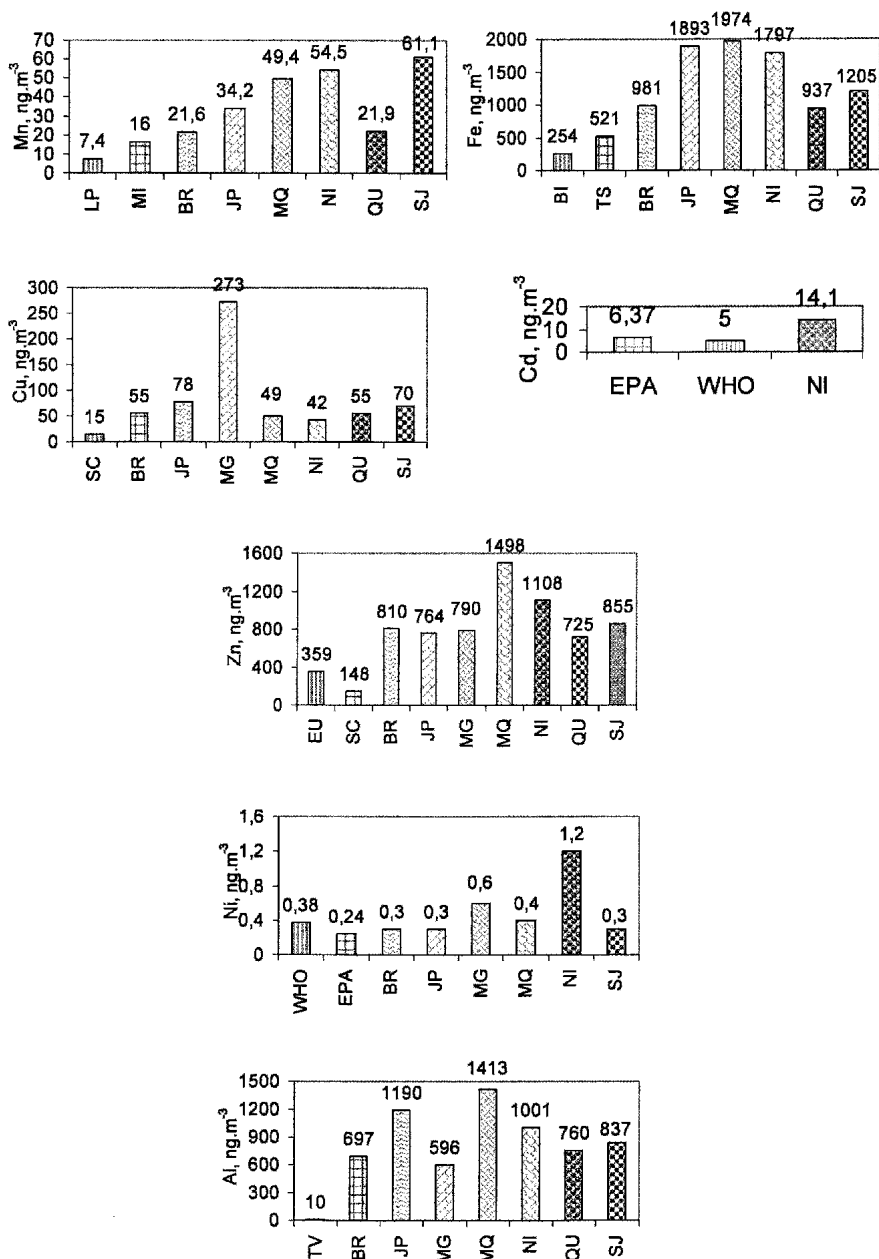 Mn, ng.m-3
70
60
50
40
30
20
10
0
7,4
16
21,6
34,2
49,4
54,5
21,9
61,1
LP
MI
BR
JP
MQ
NI
QU
SJ
Fe, ng.m-3
2000
1500
1000
500
0
254
521
981
1893
1974
1797
937
1205
BI
TS
BR
JP
MQ
NI
QU
SJ
Cu, ng.m-3
300
250
200
150
100
50
0
15
55
78
273
49
42
55
70
SC
BR
JP
MG
MQ
NI
QU
SJ
Cd, ng.m-3
20
10
0
6,37
5
14,1
EPA
WHO
NI
Zn, ng.m-3
1600
1200
800
400
0
359
148
810
764
790
1498
1108
725
855
EU
SC
BR
JP
MG
MQ
NI
QU
SJ
Ni, ng.m-3
1,6
1,2
0,8
0,4
0
0,38
0,24
0,3
0,3
0,6
0,4
1,2
0,3
WHO
EPA
BR
JP
MG
MQ
NI
SJ
Al, ng.m-3
1500
1200
900
600
300
0
10
697
1190
596
1413
1001
760
837
TV
BR
JP
MG
MQ
NI
QU
SJ